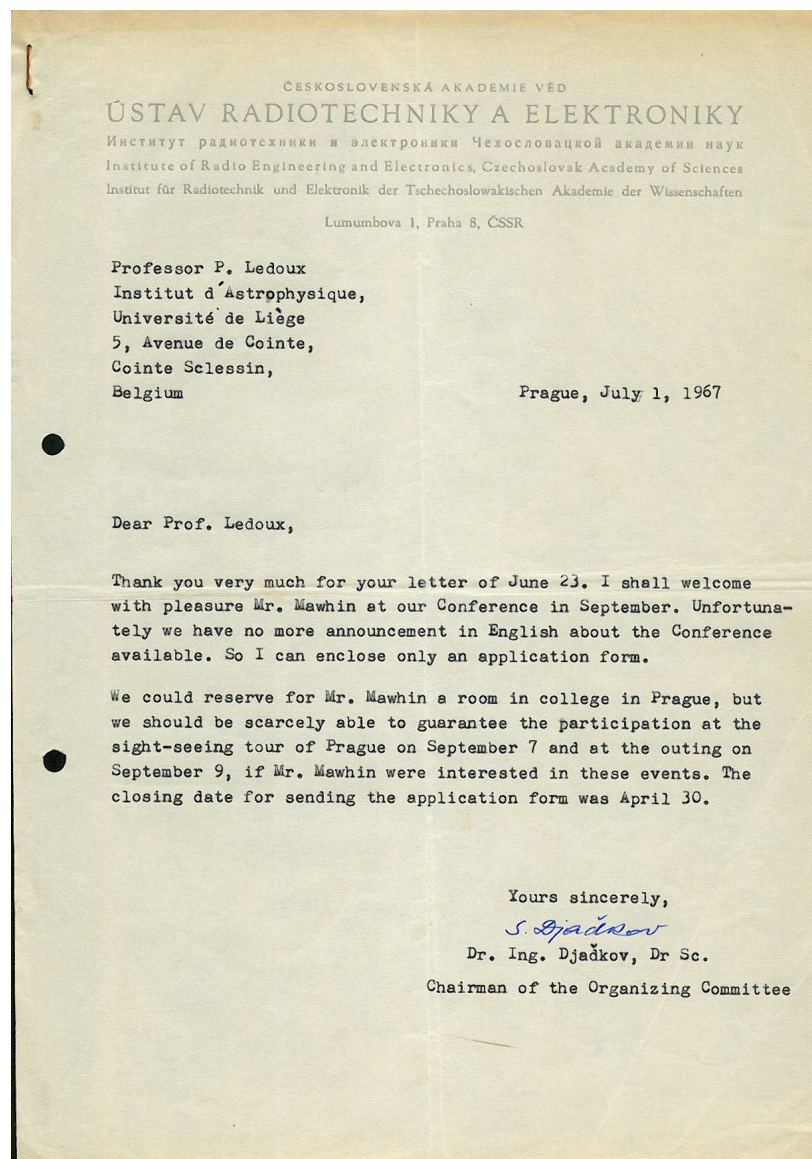 ČESKOSLOVENSKÁ AKADEMIE VĚD
ÚSTAV RADIOTECHNIKY A ELEKTRONIKY
Институт радиотехники и электроники Чехословацкой академии наук
Institute of Radio Engineering and Electronics, Czechoslovak Academy of Sciences
Institut für Radiotechnik und Elektronik der Tschechoslowakischen Akademie der Wissenschaften
Lumumbova 1, Praha 8, ČSSR
Professor P. Ledoux
Institut d´Astrophysique,
Université de Liège
5, Avenue de Cointe,
Cointe Sclessin,
Belgium
Prague, July 1, 1967
Dear Prof. Ledoux,
Thank you very much for your letter of June 23. I shall welcome
with pleasure Mr. Mawhin at our Conference in September. Unfortuna-
tely we have no more announcement in English about the Conference
available. So I can enclose only an application form.
We could reserve for Mr. Mawhin a room in college in Prague, but
we should be scarcely able to guarantee the participation at the
sight-seeing tour of Prague on September 7 and at the outing on
September 9, if Mr. Mawhin were interested in these events. The
closing date for sending the application form was April 30.
Yours sincerely,
S. Djaďkov
Dr. Ing. Djaďkov, Dr Sc.
Chairman of the Organizing Committee